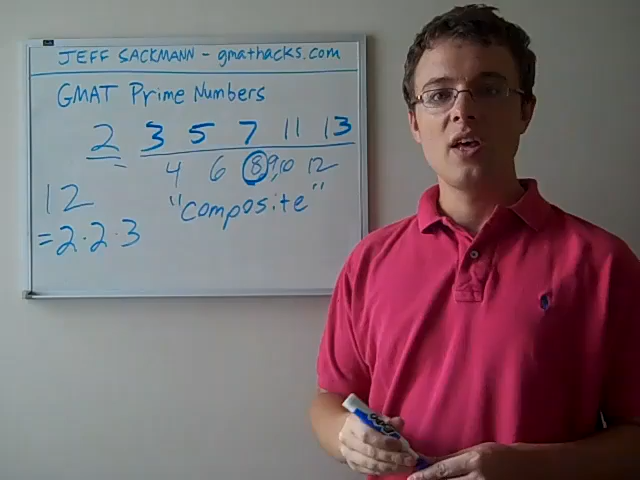 JEFF SACKMANN - gmathacks.com
GMAT Prime Numbers
2 3 5 7 11 13
4 6 8 9,10 12
12
"composite"
=2·2·3
EXPO